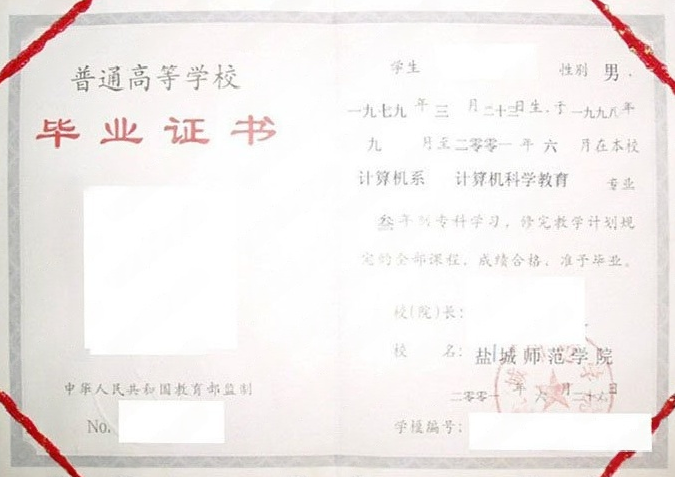 普通高等学校
毕业证书
中华人民共和国教育部监制
No.
学生 性别 男 .
一九七九 年 三 月二十三日生,于一九九八年
九 月至二零零一 年 六 月在本校
计算机系 计算机科学教育 专业
叁年制专科学习,修完教学计划规
定的全部课程,成绩合格,准予毕业。
校(院)长:
校 名: 盐城师范学院
二零零一 年 六 月二十 日
学校编号: